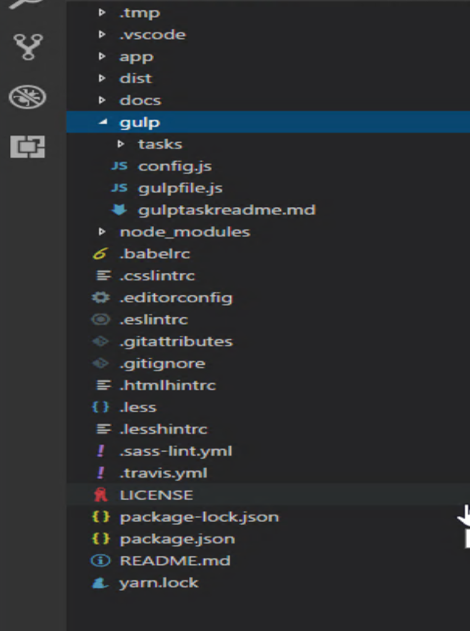 .tmp
.vscode
app
dist
docs
gulp
tasks
JS config.js
JS gulpfile.js
gulptaskreadme.md
node_modules
.babelrc
.csslintrc
.editorconfig
.eslintrc
.gitattributes
.gitignore
.htmlhintrc
{} .less
.lesshintrc
! .sass-lint.yml
! .travis.yml
LICENSE
{} package-lock.json
{} package.json
README.md
yarn.lock